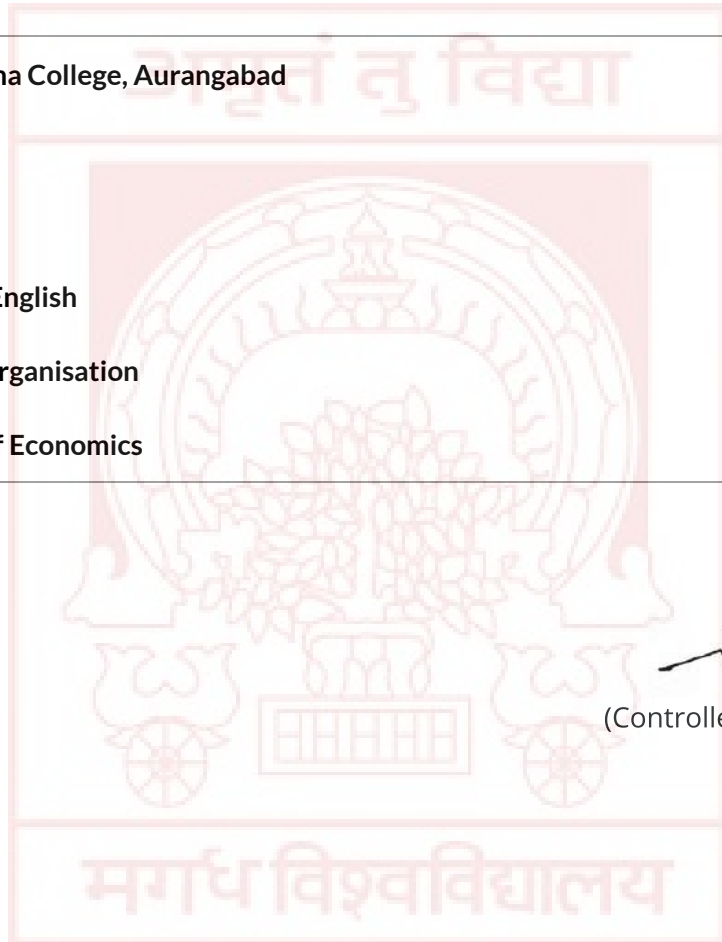 अमृतं तु विद्या
na College, Aurangabad
English
rganisation
f Economics
(Controlle
मगध विश्वविद्यालय